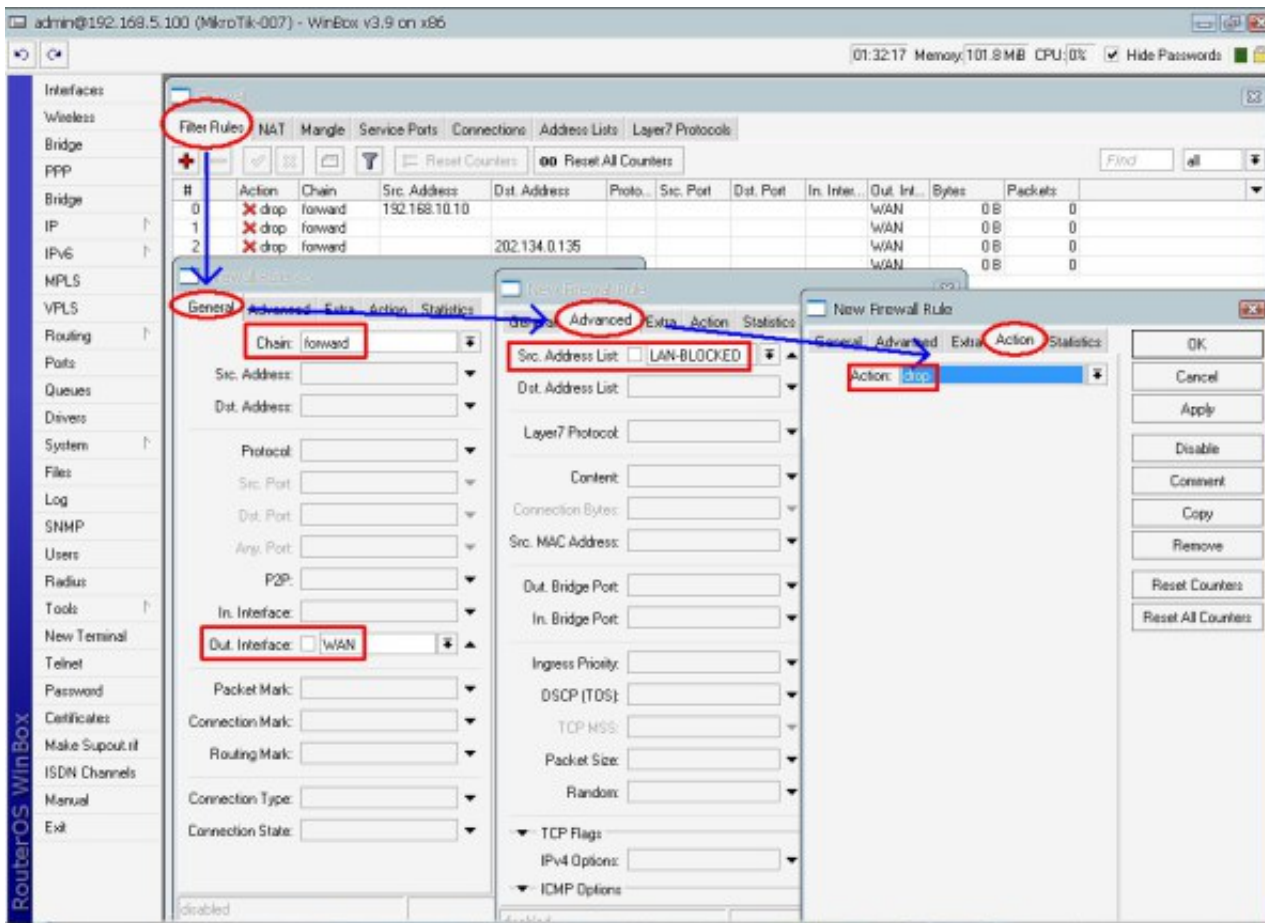 admin@192.168.5.100 (MikroTik-007) - WinBox v3.9 on x86
01:32:17 Memory: 101.8 MiB CPU: 0% Hide Passwords
Interfaces
Wireless
Bridge
PPP
Bridge
IP
IPv6
MPLS
VPLS
Routing
Ports
Queues
Drivers
System
Files
Log
SNMP
Users
Radius
Tools
New Terminal
Telnet
Password
Certificates
Make Supout.rif
ISDN Channels
Manual
Exit
RouterOS WinBox
Filter Rules NAT Mangle Service Ports Connections Address Lists Layer7 Protocols
Reset Counters 00 Reset All Counters Find all
# Action Chain Src. Address Dst. Address Proto... Src. Port Dst. Port In. Inter... Out. Int... Bytes Packets
0 drop forward 192.168.10.10 WAN 0 B 0
1 drop forward WAN 0 B 0
2 drop forward 202.134.0.135 WAN 0 B 0
WAN 0 B 0
General Advanced Extra Action Statistics
Chain: forward
Src. Address:
Dst. Address:
Protocol:
Src. Port:
Dst. Port:
Any. Port:
P2P:
In. Interface:
Out. Interface: WAN
Packet Mark:
Connection Mark:
Routing Mark:
Connection Type:
Connection State:
disabled
New Firewall Rule
General Advanced Extra Action Statistics
Src. Address List: LAN-BLOCKED
Dst. Address List:
Layer7 Protocol:
Content:
Connection Bytes:
Src. MAC Address:
Out. Bridge Port:
In. Bridge Port:
Ingress Priority:
DSCP (TOS):
TCP MSS:
Packet Size:
Random:
TCP Flags
IPv4 Options:
ICMP Options
New Firewall Rule
General Advanced Extra Action Statistics
Action: drop
OK
Cancel
Apply
Disable
Comment
Copy
Remove
Reset Counters
Reset All Counters